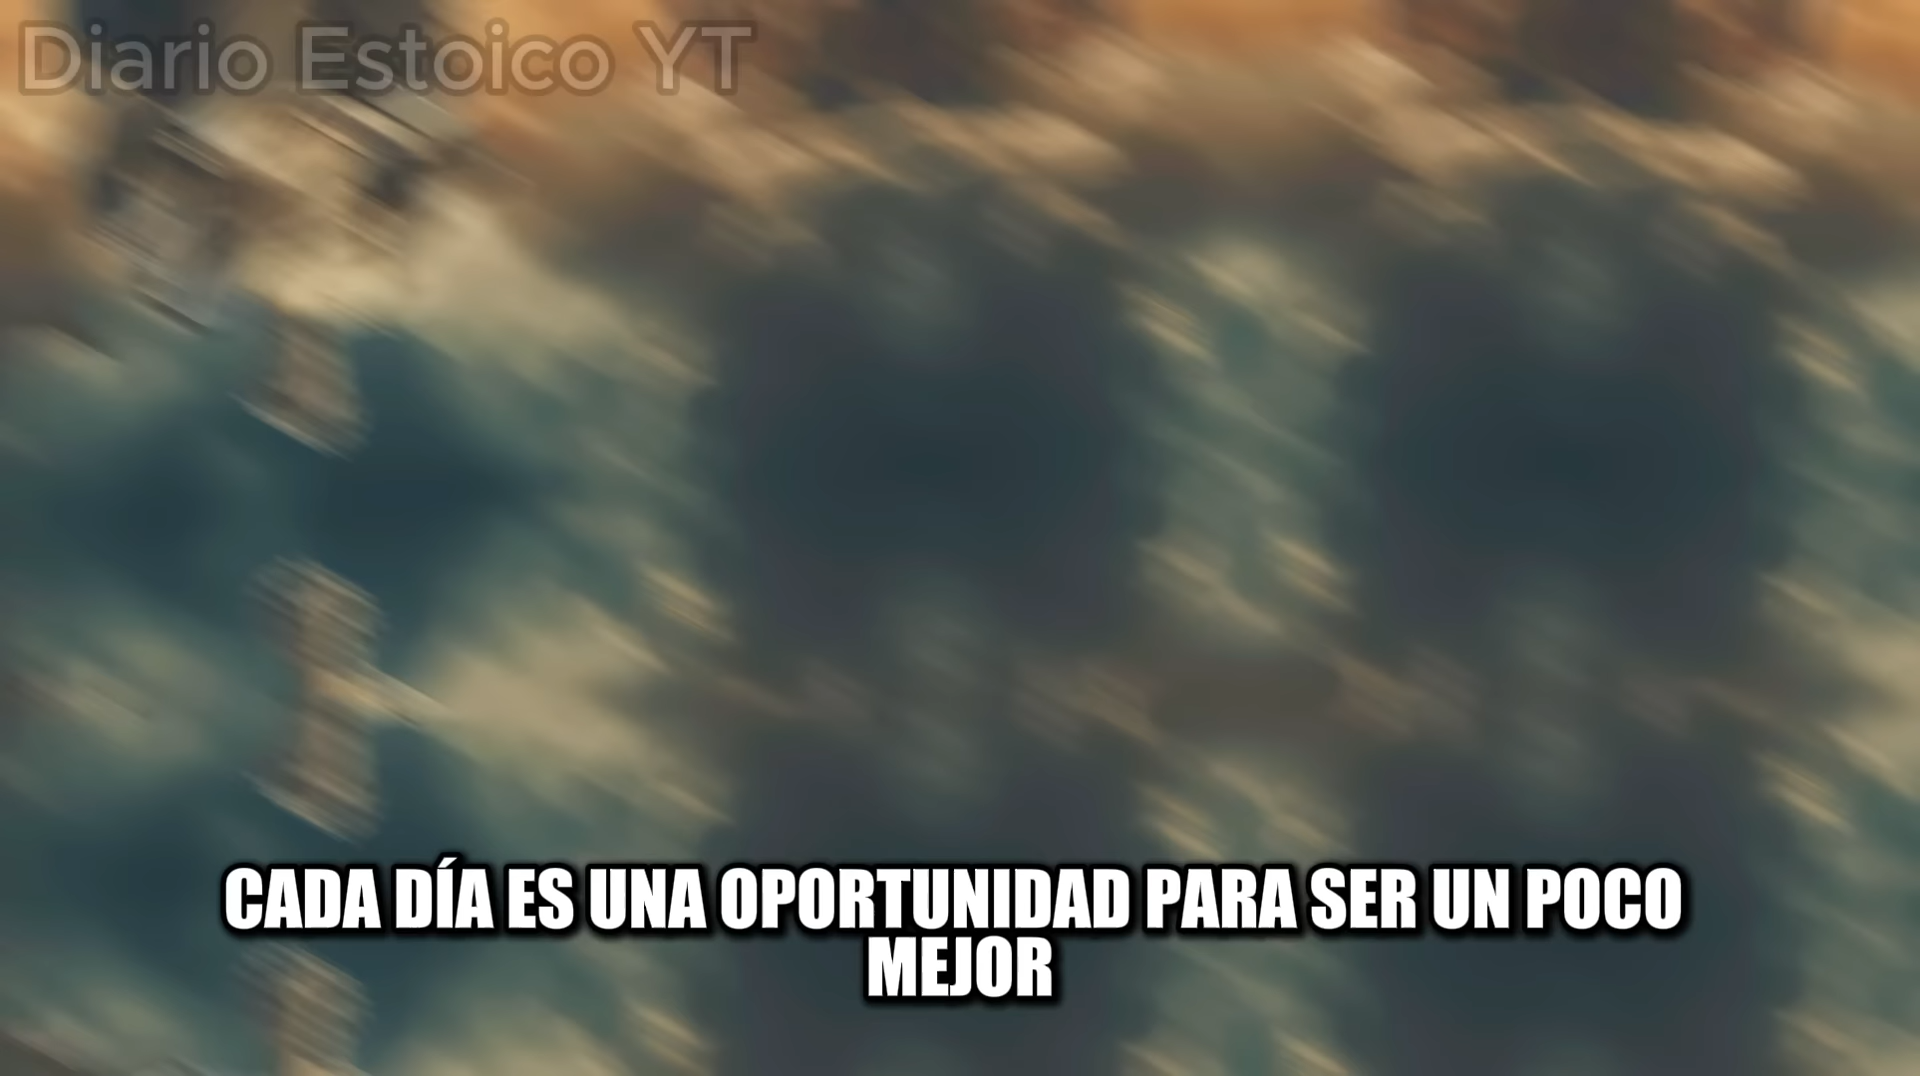 Diario Estoico YT
CADA DÍA ES UNA OPORTUNIDAD PARA SER UN POCO
MEJOR